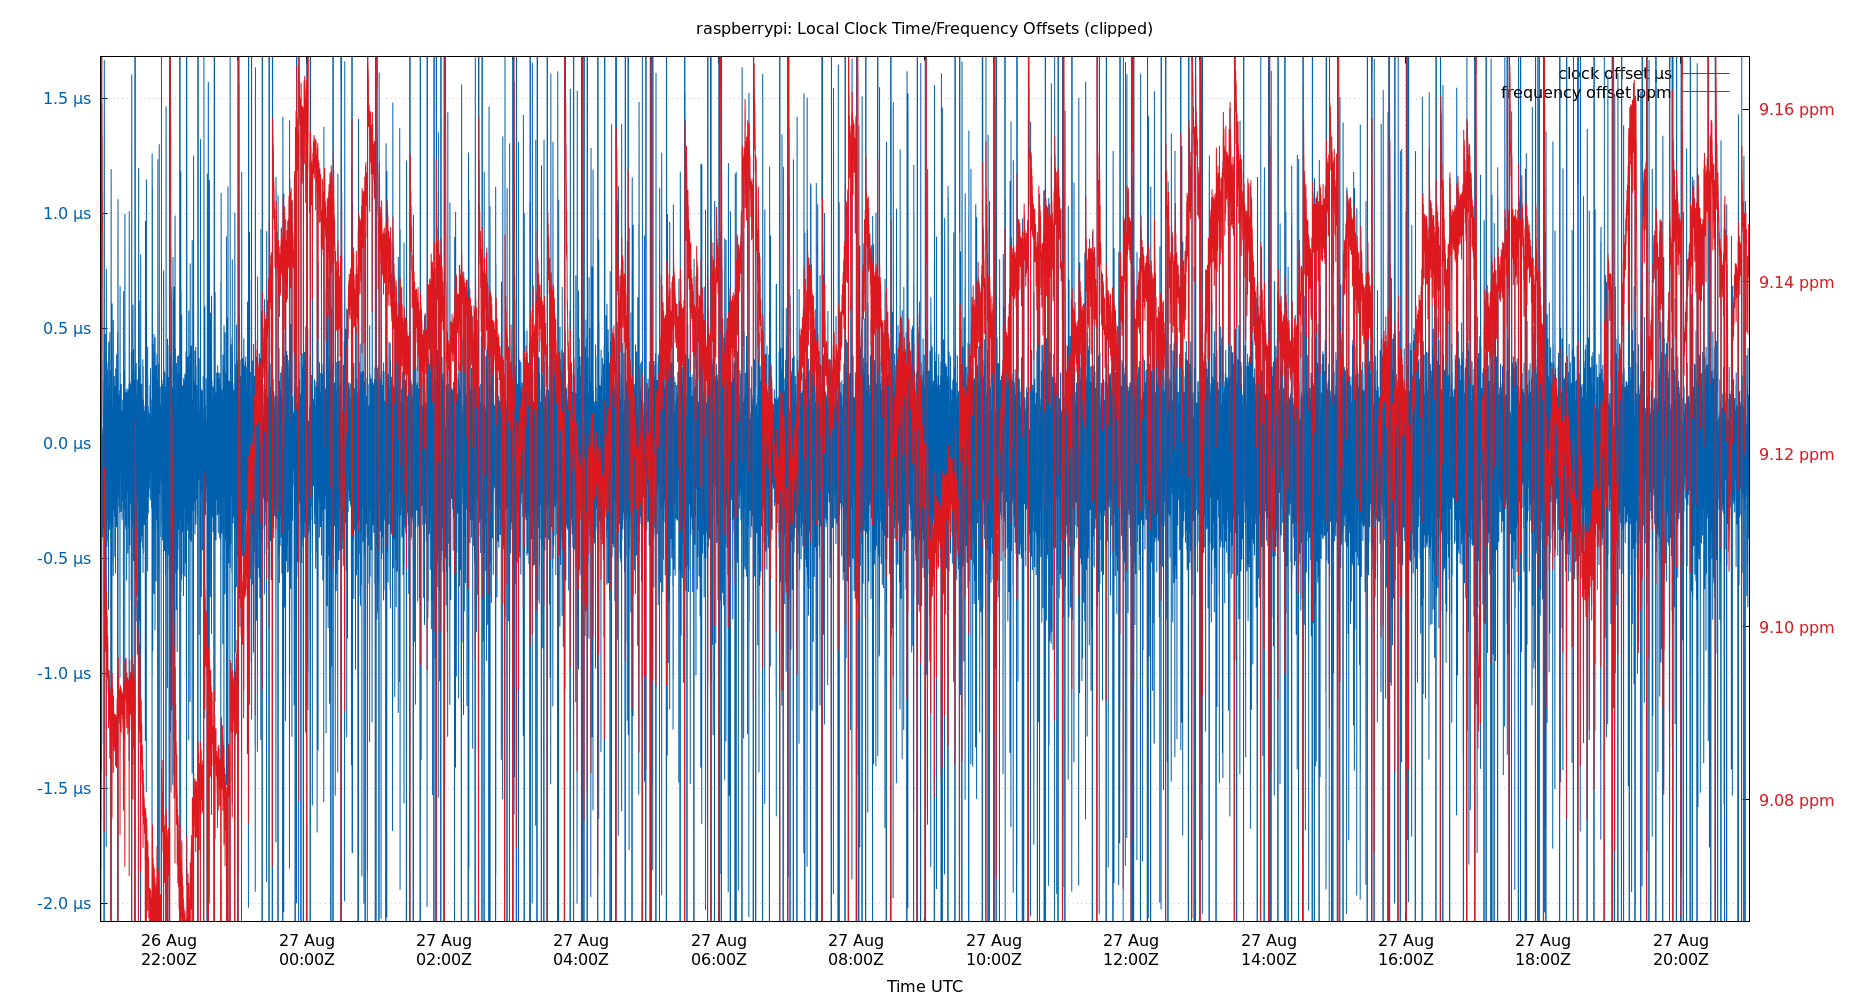 raspberrypi: Local Clock Time/Frequency Offsets (clipped)
clock offset µs
frequency offset ppm
1.5 µs
1.0 µs
0.5 µs
0.0 µs
-0.5 µs
-1.0 µs
-1.5 µs
-2.0 µs
9.16 ppm
9.14 ppm
9.12 ppm
9.10 ppm
9.08 ppm
26 Aug 27 Aug 27 Aug 27 Aug 27 Aug 27 Aug 27 Aug 27 Aug 27 Aug 27 Aug 27 Aug 27 Aug
22:00Z 00:00Z 02:00Z 04:00Z 06:00Z 08:00Z 10:00Z 12:00Z 14:00Z 16:00Z 18:00Z 20:00Z
Time UTC